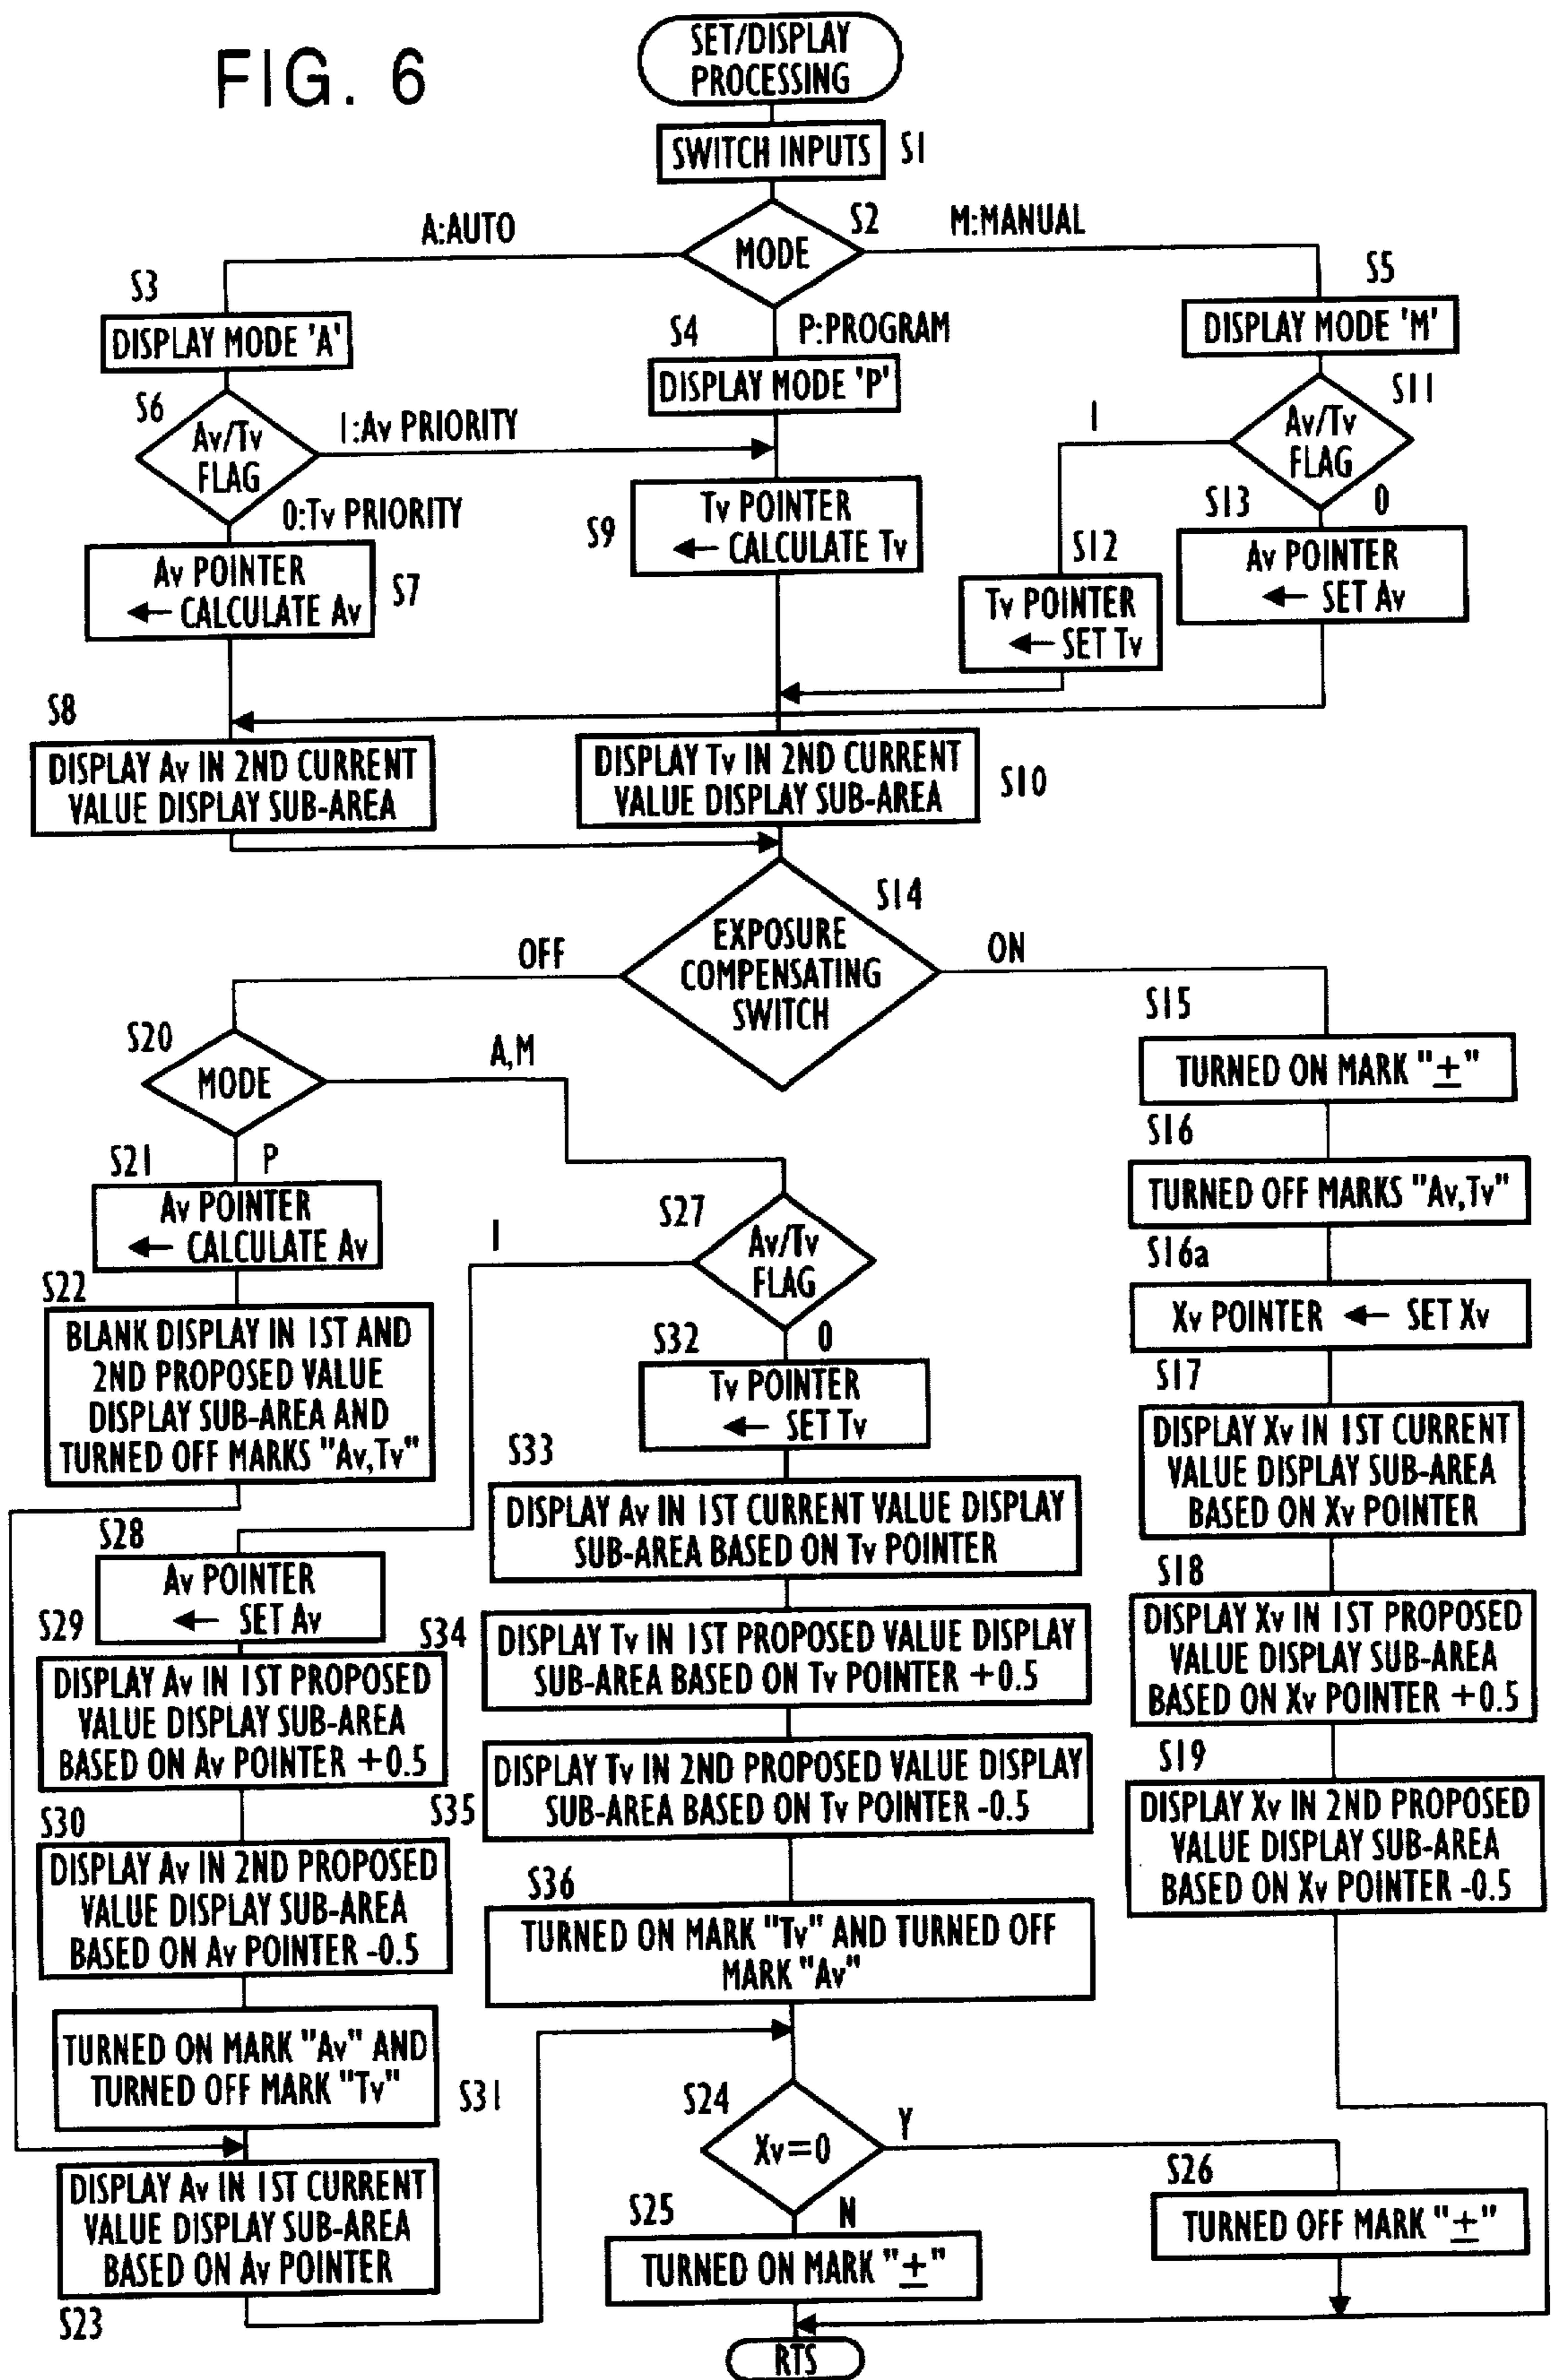 FIG. 6
SET/DISPLAY
PROCESSING
SWITCH INPUTS
S1
S2
MODE
A:AUTO
M:MANUAL
P:PROGRAM
S3
DISPLAY MODE 'A'
S4
DISPLAY MODE 'P'
S5
DISPLAY MODE 'M'
S6
Av/Tv
FLAG
1:Av PRIORITY
0:Tv PRIORITY
S11
Av/Tv
FLAG
1
0
S7
Av POINTER
← CALCULATE Av
S9
Tv POINTER
← CALCULATE Tv
S12
Tv POINTER
← SET Tv
S13
Av POINTER
← SET Av
S8
DISPLAY Av IN 2ND CURRENT
VALUE DISPLAY SUB-AREA
DISPLAY Tv IN 2ND CURRENT
VALUE DISPLAY SUB-AREA
S10
S14
EXPOSURE
COMPENSATING
SWITCH
OFF
ON
S20
MODE
A,M
P
S21
Av POINTER
← CALCULATE Av
S22
BLANK DISPLAY IN 1ST AND
2ND PROPOSED VALUE
DISPLAY SUB-AREA AND
TURNED OFF MARKS "Av,Tv"
S27
Av/Tv
FLAG
1
0
S28
Av POINTER
← SET Av
S29
DISPLAY Av IN 1ST PROPOSED
VALUE DISPLAY SUB-AREA
BASED ON Av POINTER +0.5
S30
DISPLAY Av IN 2ND PROPOSED
VALUE DISPLAY SUB-AREA
BASED ON Av POINTER -0.5
TURNED ON MARK "Av" AND
TURNED OFF MARK "Tv"
S31
DISPLAY Av IN 1ST CURRENT
VALUE DISPLAY SUB-AREA
BASED ON Av POINTER
S23
S32
Tv POINTER
← SET Tv
S33
DISPLAY Av IN 1ST CURRENT VALUE DISPLAY
SUB-AREA BASED ON Tv POINTER
S34
DISPLAY Tv IN 1ST PROPOSED VALUE DISPLAY
SUB-AREA BASED ON Tv POINTER +0.5
S35
DISPLAY Tv IN 2ND PROPOSED VALUE DISPLAY
SUB-AREA BASED ON Tv POINTER -0.5
S36
TURNED ON MARK "Tv" AND TURNED OFF
MARK "Av"
S24
Xv=0
Y
N
S25
TURNED ON MARK "±"
S26
TURNED OFF MARK "±"
S15
TURNED ON MARK "±"
S16
TURNED OFF MARKS "Av,Tv"
S16a
Xv POINTER ← SET Xv
S17
DISPLAY Xv IN 1ST CURRENT
VALUE DISPLAY SUB-AREA
BASED ON Xv POINTER
S18
DISPLAY Xv IN 1ST PROPOSED
VALUE DISPLAY SUB-AREA
BASED ON Xv POINTER +0.5
S19
DISPLAY Xv IN 2ND PROPOSED
VALUE DISPLAY SUB-AREA
BASED ON Xv POINTER -0.5
RTS